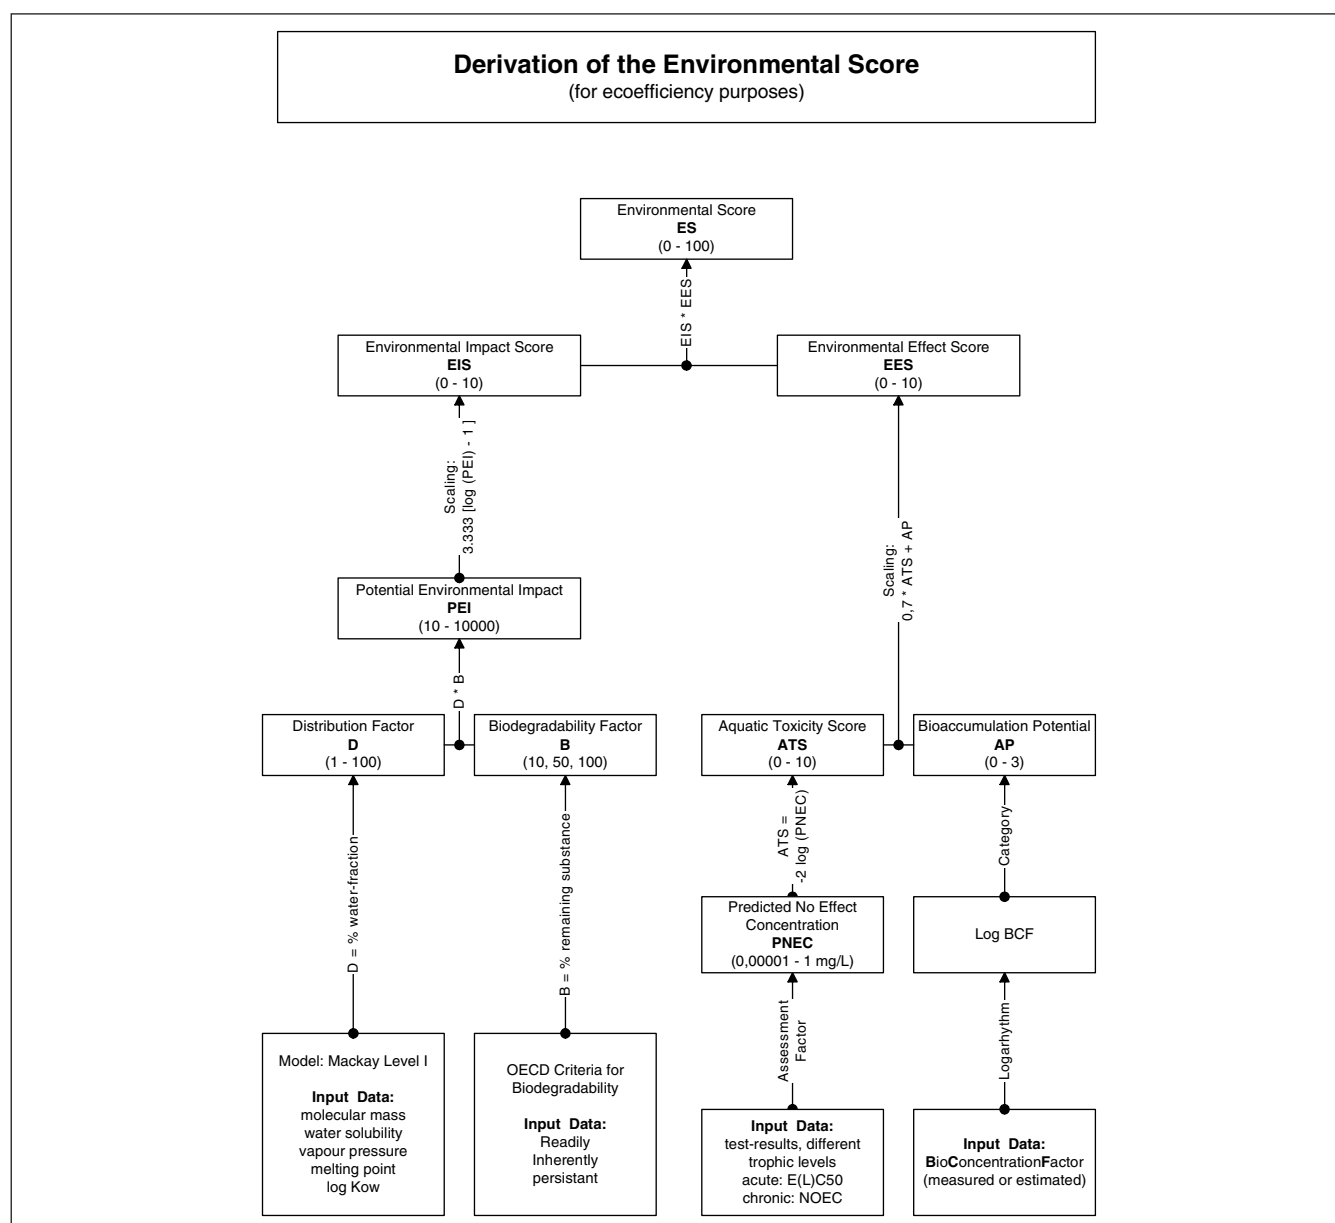 Derivation of the Environmental Score
(for ecoefficiency purposes)
Environmental Score
ES
(0 - 100)
EIS * EES
Environmental Impact Score
EIS
(0 - 10)
Environmental Effect Score
EES
(0 - 10)
Scaling:
3.333 [log (PEI) - 1 ]
Scaling:
0,7 * ATS + AP
Potential Environmental Impact
PEI
(10 - 10000)
D * B
Distribution Factor
D
(1 - 100)
Biodegradability Factor
B
(10, 50, 100)
Aquatic Toxicity Score
ATS
(0 - 10)
Bioaccumulation Potential
AP
(0 - 3)
D = % water-fraction
B = % remaining substance
ATS =
-2 log (PNEC)
Category
Predicted No Effect
Concentration
PNEC
(0,00001 - 1 mg/L)
Log BCF
Assessment
Factor
Logarhythm
Model: Mackay Level I
Input Data:
molecular mass
water solubility
vapour pressure
melting point
log Kow
OECD Criteria for
Biodegradability
Input Data:
Readily
Inherently
persistant
Input Data:
test-results, different
trophic levels
acute: E(L)C50
chronic: NOEC
Input Data:
BioConcentrationFactor
(measured or estimated)